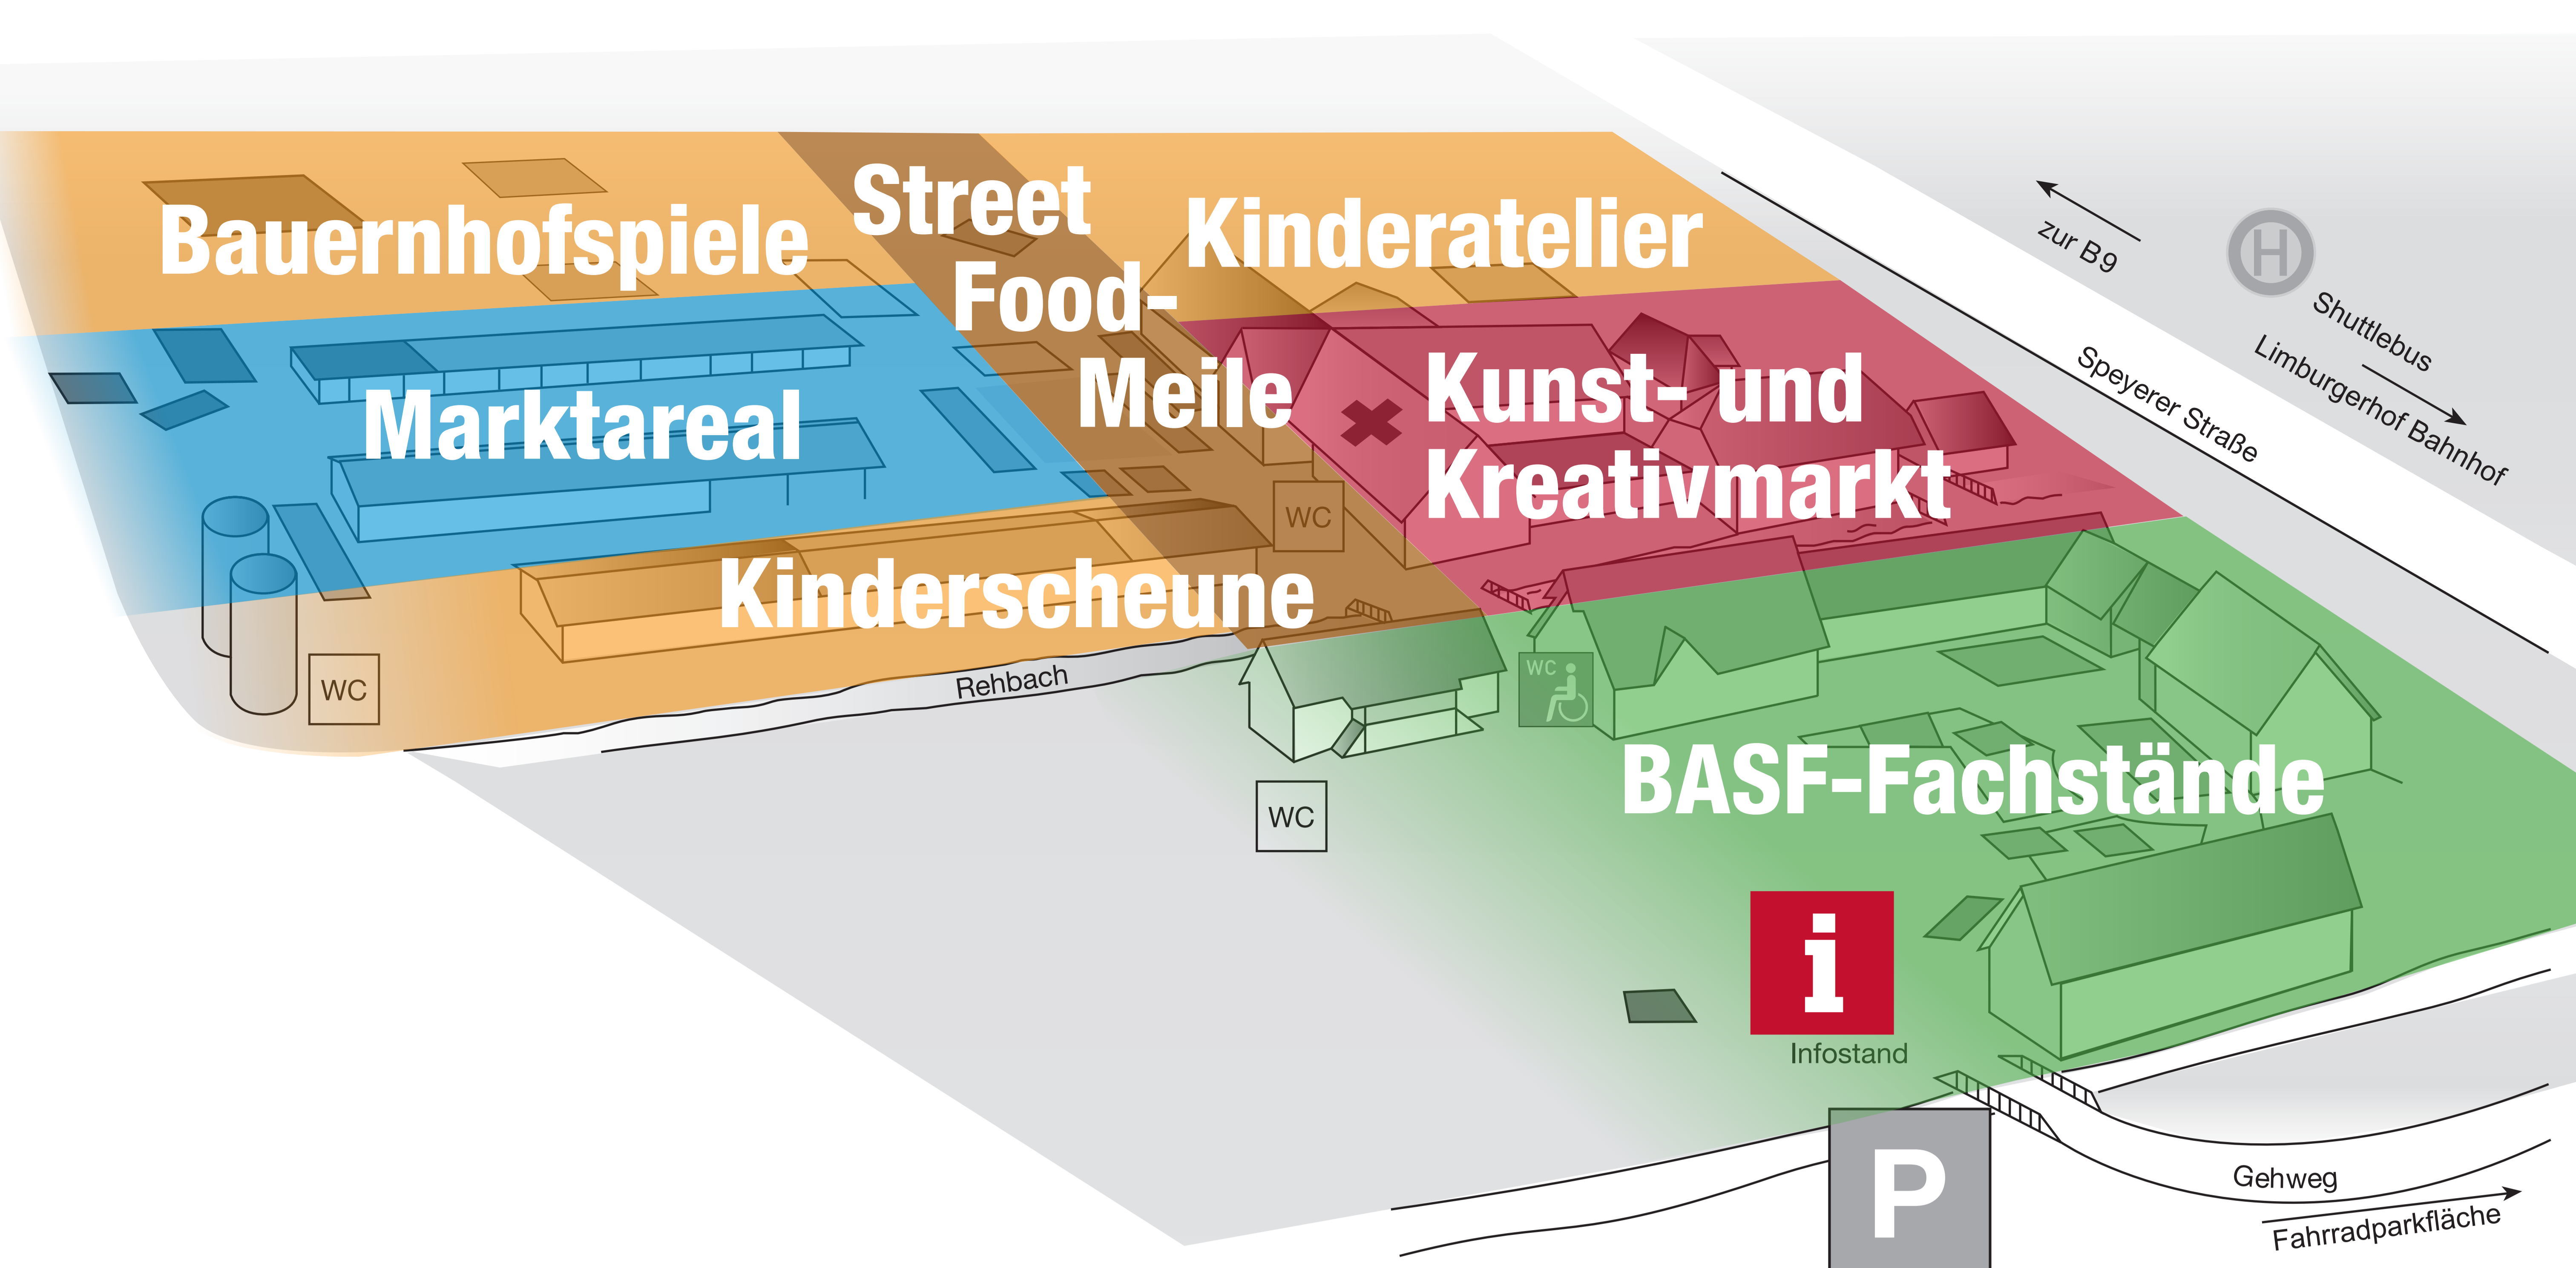 Bauernhofspiele
Street
Food-
Meile
Kinderatelier
zur B9
H
Shuttlebus
Limburgerhof Bahnhof
Speyerer Straße
Marktareal
Kunst- und
Kreativmarkt
WC
Kinderscheune
WC
Rehbach
WC
WC
BASF-Fachstände
i
Infostand
P
Gehweg
Fahrradparkfläche